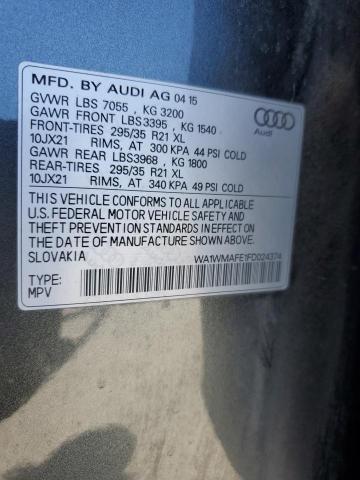 MFD. BY AUDI AG 04 15
GVWR LBS 7055 , KG 3200
GAWR FRONT LBS3395 , KG 1540
FRONT-TIRES 295/35 R21 XL
10JX21 RIMS, AT 300 KPA 44 PSI COLD
GAWR REAR LBS3968 , KG 1800
REAR-TIRES 295/35 R21 XL
10JX21 RIMS, AT 340 KPA 49 PSI COLD
Audi
THIS VEHICLE CONFORMS TO ALL APPLICABLE
U.S. FEDERAL MOTOR VEHICLE SAFETY AND
THEFT PREVENTION STANDARDS IN EFFECT ON
THE DATE OF MANUFACTURE SHOWN ABOVE.
SLOVAKIA
WA1WMAFE1FD024374
TYPE:
MPV